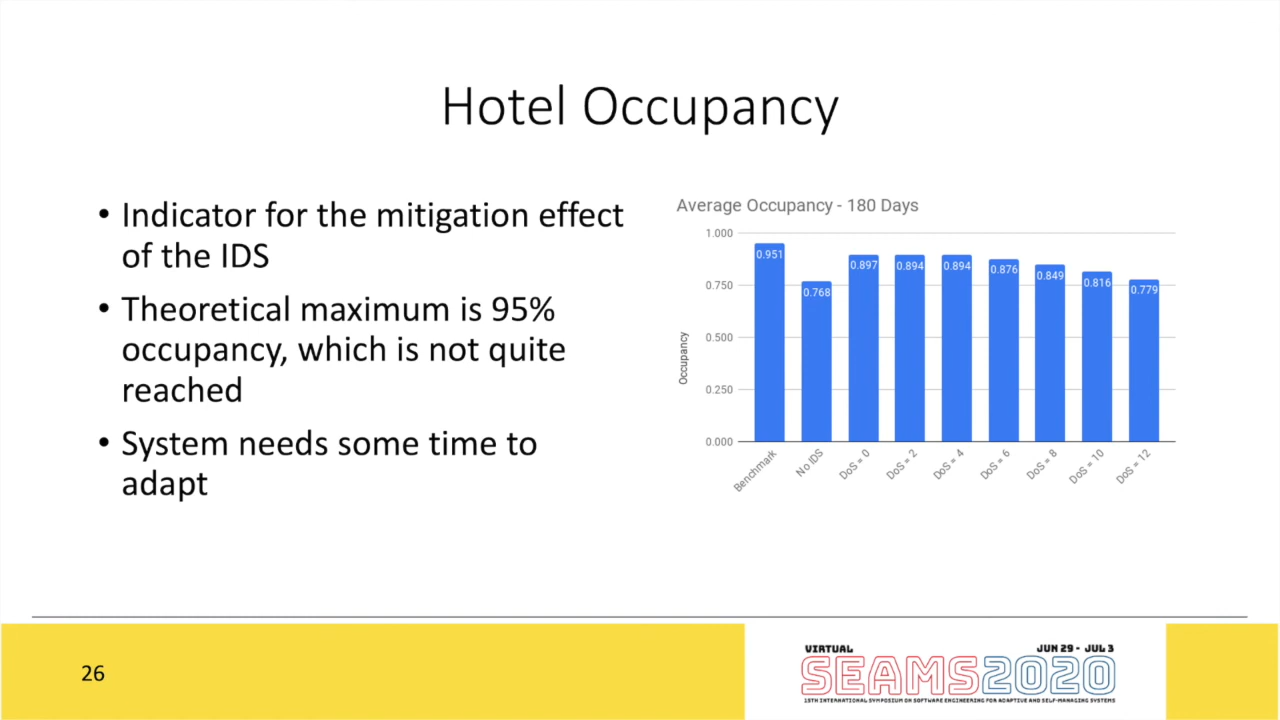 Hotel Occupancy
• Indicator for the mitigation effect
of the IDS
• Theoretical maximum is 95%
occupancy, which is not quite
reached
• System needs some time to
adapt
Average Occupancy - 180 Days
1.000
0.750
0.500
0.250
0.000
Occupancy
0.951
0.768
0.897
0.894
0.894
0.876
0.849
0.816
0.779
Benchmark
No IDS
DoS = 0
DoS = 2
DoS = 4
DoS = 6
DoS = 8
DoS = 10
DoS = 12
26
VIRTUAL
JUN 29 - JUL 3
SEAMS2020
15TH INTERNATIONAL SYMPOSIUM ON SOFTWARE ENGINEERING FOR ADAPTIVE AND SELF-MANAGING SYSTEMS